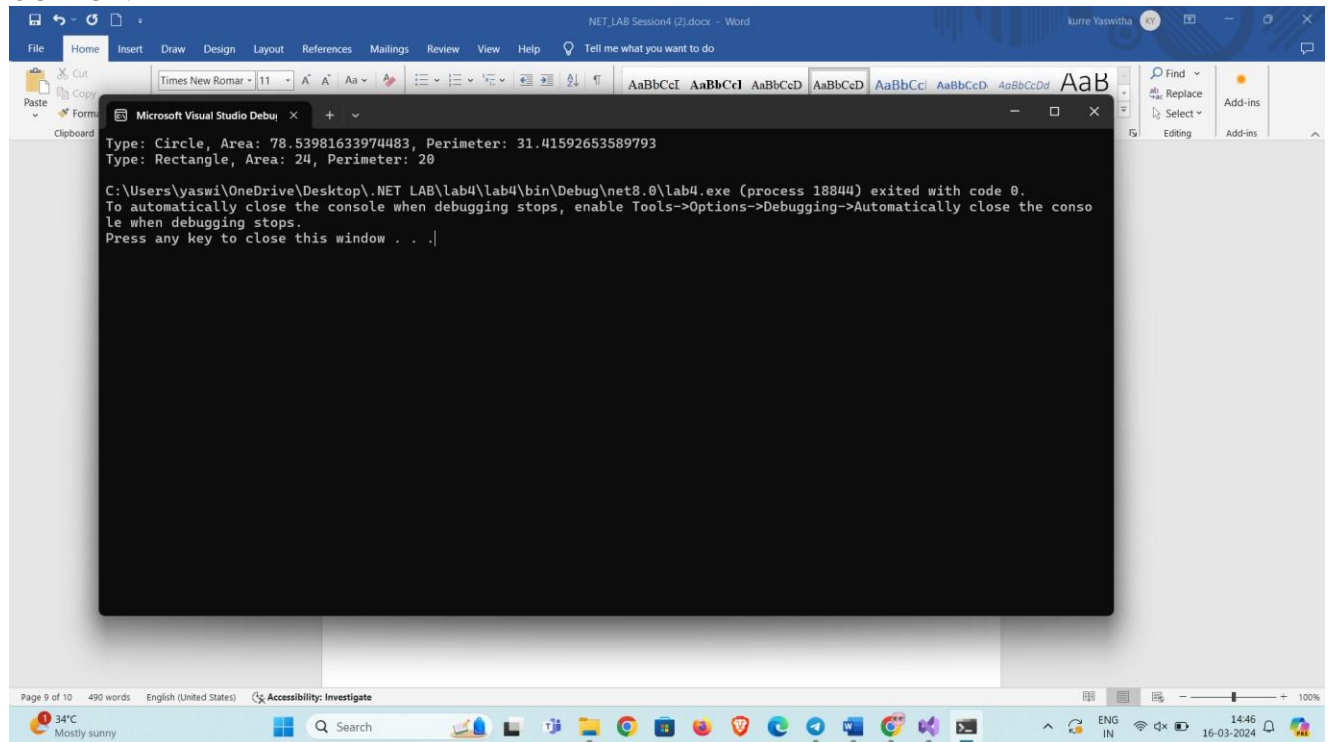 NET_LAB Session4 (2).docx - Word
kurre Yaswitha
KY
File Home Insert Draw Design Layout References Mailings Review View Help Tell me what you want to do
Cut
Copy
Paste
Clipboard
Times New Romar 11
AaBbCcI AaBbCcI AaBbCcD AaBbCcD AaBbCc AaBbCcD AaBbCcDd
Find
Replace
Select
Editing
Add-ins
Add-ins
Microsoft Visual Studio Debu
Type: Circle, Area: 78.53981633974483, Perimeter: 31.41592653589793
Type: Rectangle, Area: 24, Perimeter: 20
C:\Users\yaswi\OneDrive\Desktop\.NET LAB\lab4\lab4\bin\Debug\net8.0\lab4.exe (process 18844) exited with code 0.
To automatically close the console when debugging stops, enable Tools->Options->Debugging->Automatically close the conso
le when debugging stops.
Press any key to close this window . . .
Page 9 of 10 490 words English (United States) Accessibility: Investigate
100%
34°C
Mostly sunny
Search
ENG
IN
14:46
16-03-2024